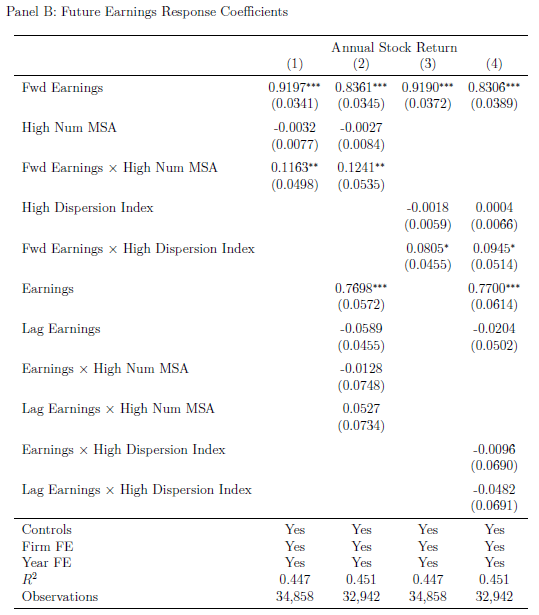 Panel B: Future Earnings Response Coefficients
Annual Stock Return
(1) (2) (3) (4)
Fwd Earnings 0.9197*** 0.8361*** 0.9190*** 0.8306***
(0.0341) (0.0345) (0.0372) (0.0389)
High Num MSA -0.0032 -0.0027
(0.0077) (0.0084)
Fwd Earnings × High Num MSA 0.1163** 0.1241**
(0.0498) (0.0535)
High Dispersion Index -0.0018 0.0004
(0.0059) (0.0066)
Fwd Earnings × High Dispersion Index 0.0805* 0.0945*
(0.0455) (0.0514)
Earnings 0.7698*** 0.7700***
(0.0572) (0.0614)
Lag Earnings -0.0589 -0.0204
(0.0455) (0.0502)
Earnings × High Num MSA -0.0128
(0.0748)
Lag Earnings × High Num MSA 0.0527
(0.0734)
Earnings × High Dispersion Index -0.0096
(0.0690)
Lag Earnings × High Dispersion Index -0.0482
(0.0691)
Controls Yes Yes Yes Yes
Firm FE Yes Yes Yes Yes
Year FE Yes Yes Yes Yes
R² 0.447 0.451 0.447 0.451
Observations 34,858 32,942 34,858 32,942